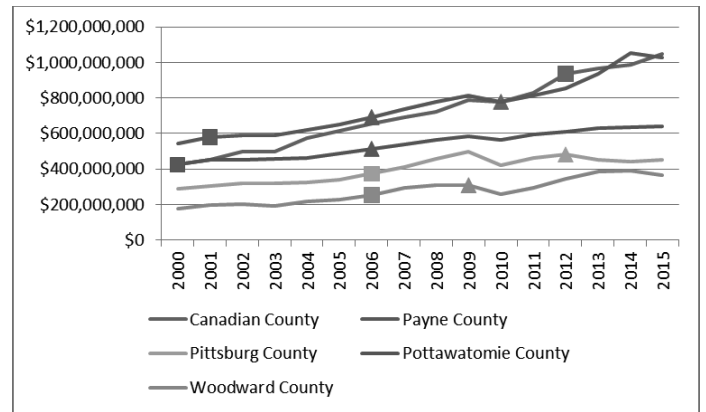 $1,200,000,000
$1,000,000,000
$800,000,000
$600,000,000
$400,000,000
$200,000,000
$0
2000 2001 2002 2003 2004 2005 2006 2007 2008 2009 2010 2011 2012 2013 2014 2015
Canadian County Payne County
Pittsburg County Pottawatomie County
Woodward County